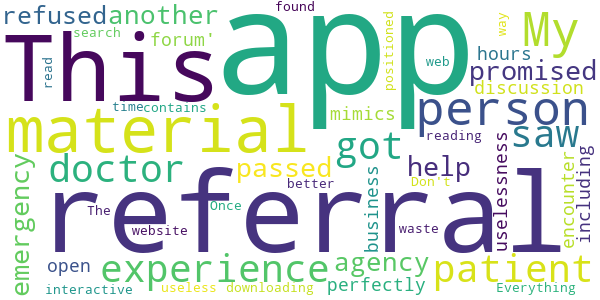 found
refused another app My
This search forum' way
read positioned web hours promised
discussion
time contains person
material mimics saw
reading
got
doctor passed help uselessness encounter including
better Don't
emergency referral business
The Once
website waste
open experience agency patient
perfectly
interactive useless downloading Everything